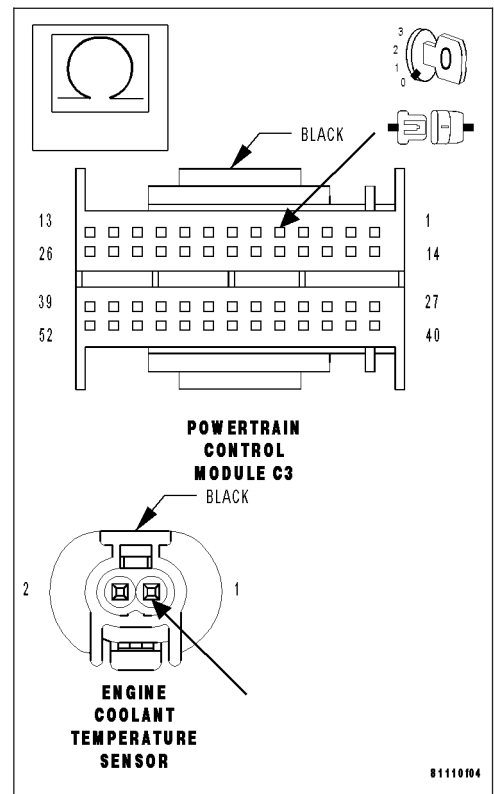 3
2
1
0
BLACK
13
1
26
14
39
27
52
40
POWERTRAIN
CONTROL
MODULE C3
BLACK
2
1
ENGINE
COOLANT
TEMPERATURE
SENSOR
81110f04